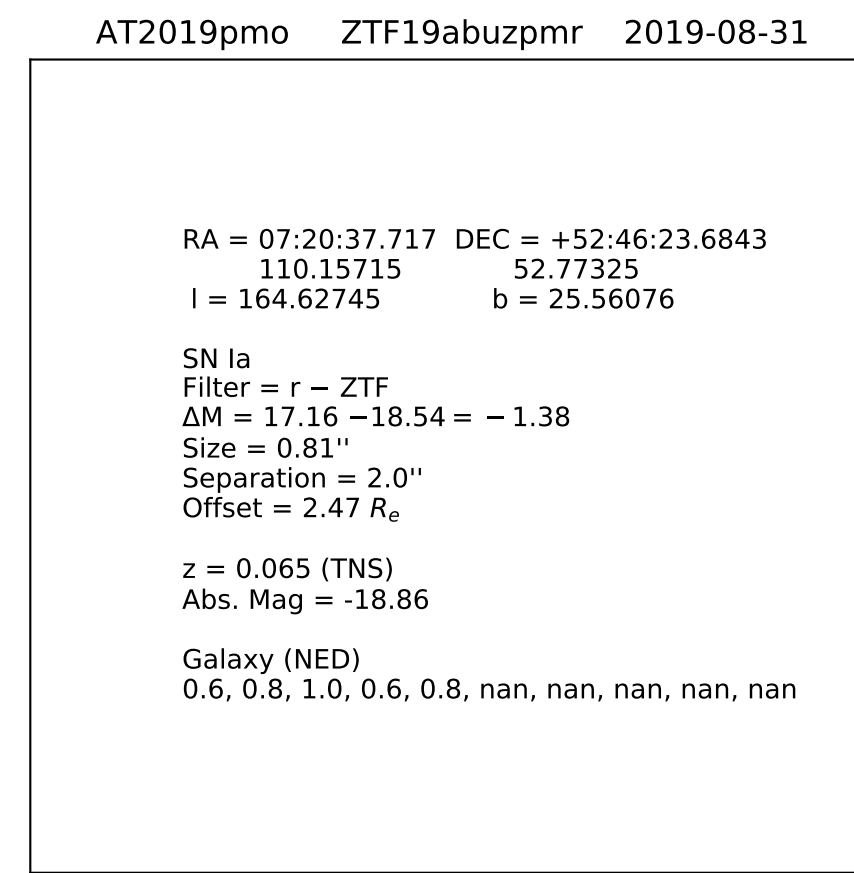 AT2019pmo ZTF19abuzpmr 2019-08-31
RA = 07:20:37.717 DEC = +52:46:23.6843
110.15715 52.77325
l = 164.62745 b = 25.56076
SN Ia
Filter = r − ZTF
ΔM = 17.16 −18.54 = − 1.38
Size = 0.81''
Separation = 2.0''
Offset = 2.47 Rₑ
z = 0.065 (TNS)
Abs. Mag = -18.86
Galaxy (NED)
0.6, 0.8, 1.0, 0.6, 0.8, nan, nan, nan, nan, nan